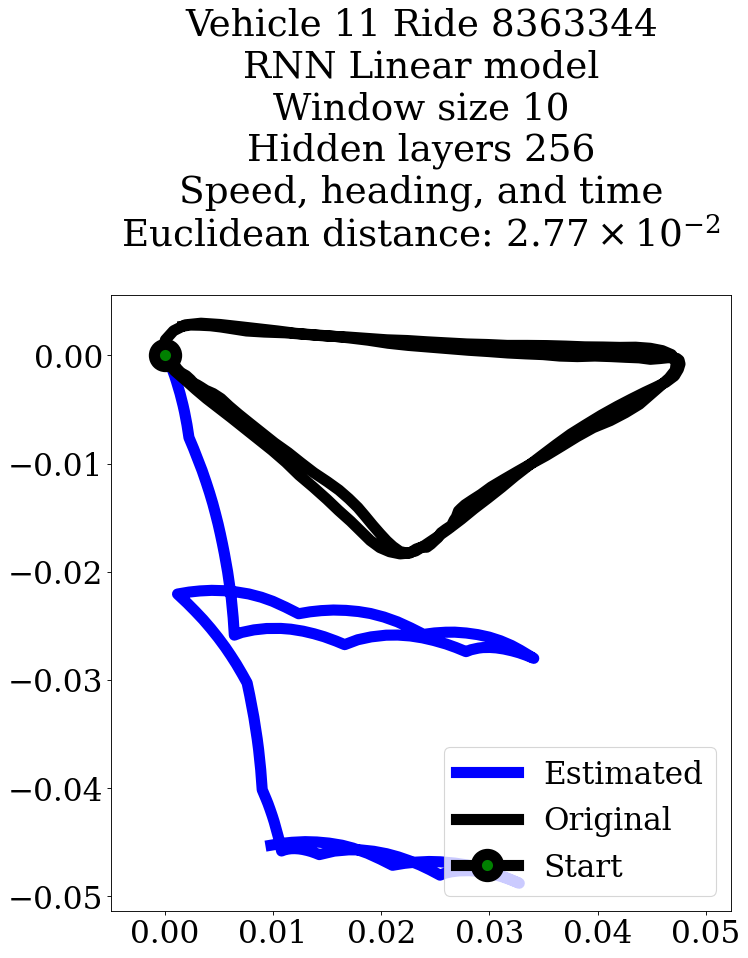 Vehicle 11 Ride 8363344
RNN Linear model
Window size 10
Hidden layers 256
Speed, heading, and time
Euclidean distance: 2.77 × 10⁻²
0.00
−0.01
−0.02
−0.03
−0.04
−0.05
Estimated
Original
Start
0.00 0.01 0.02 0.03 0.04 0.05